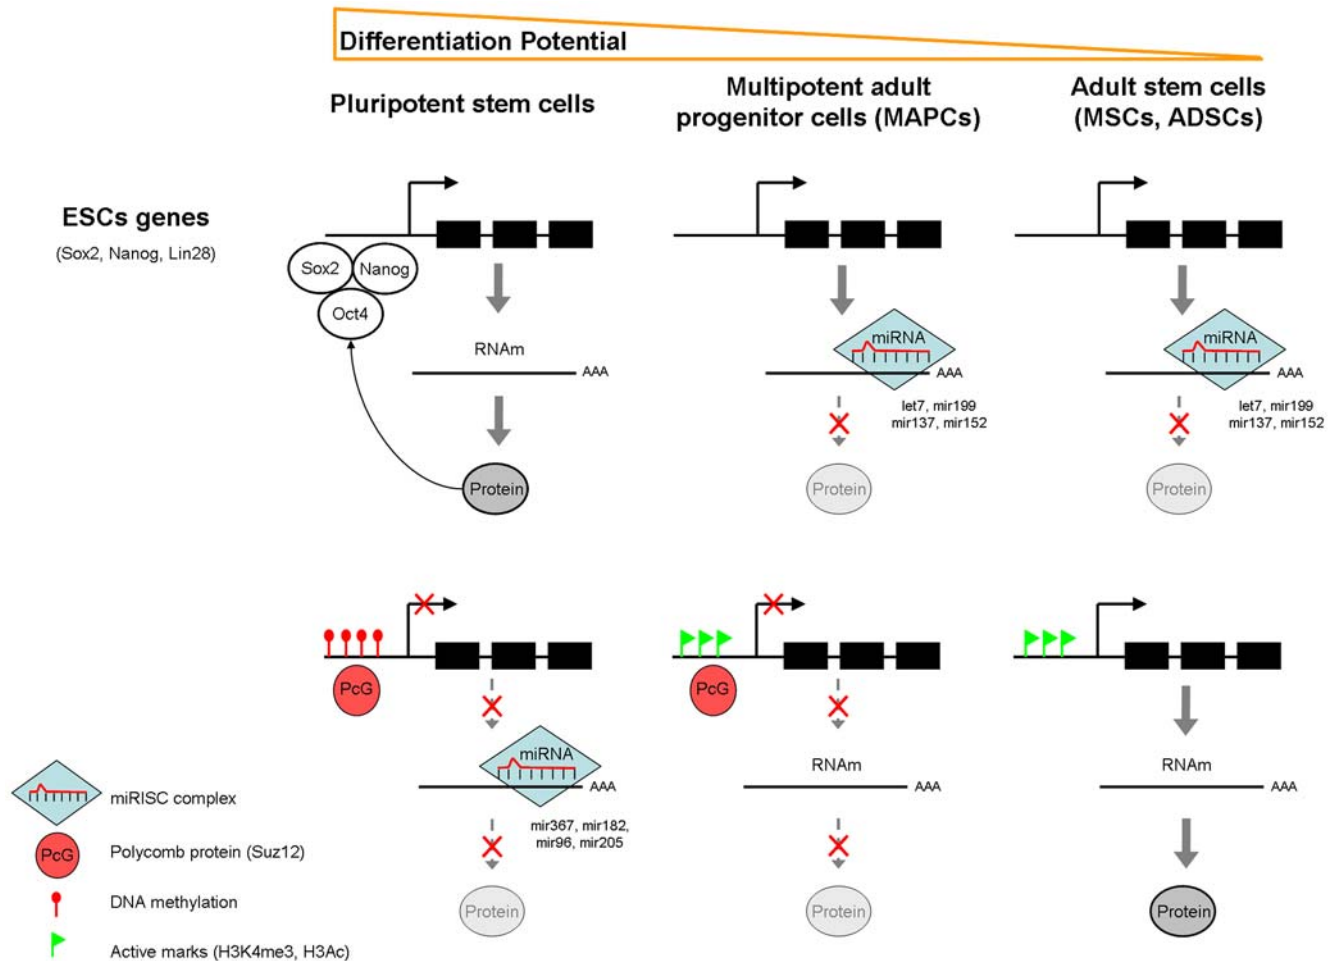 Differentiation Potential
Pluripotent stem cells
Multipotent adult
progenitor cells (MAPCs)
Adult stem cells
(MSCs, ADSCs)
ESCs genes
(Sox2, Nanog, Lin28)
Sox2
Nanog
Oct4
RNAm
AAA
Protein
miRNA
AAA
let7, mir199
mir137, mir152
Protein
miRNA
AAA
let7, mir199
mir137, mir152
Protein
PcG
miRNA
AAA
mir367, mir182,
mir96, mir205
Protein
PcG
RNAm
AAA
Protein
RNAm
AAA
Protein
miRISC complex
PcG
Polycomb protein (Suz12)
DNA methylation
Active marks (H3K4me3, H3Ac)